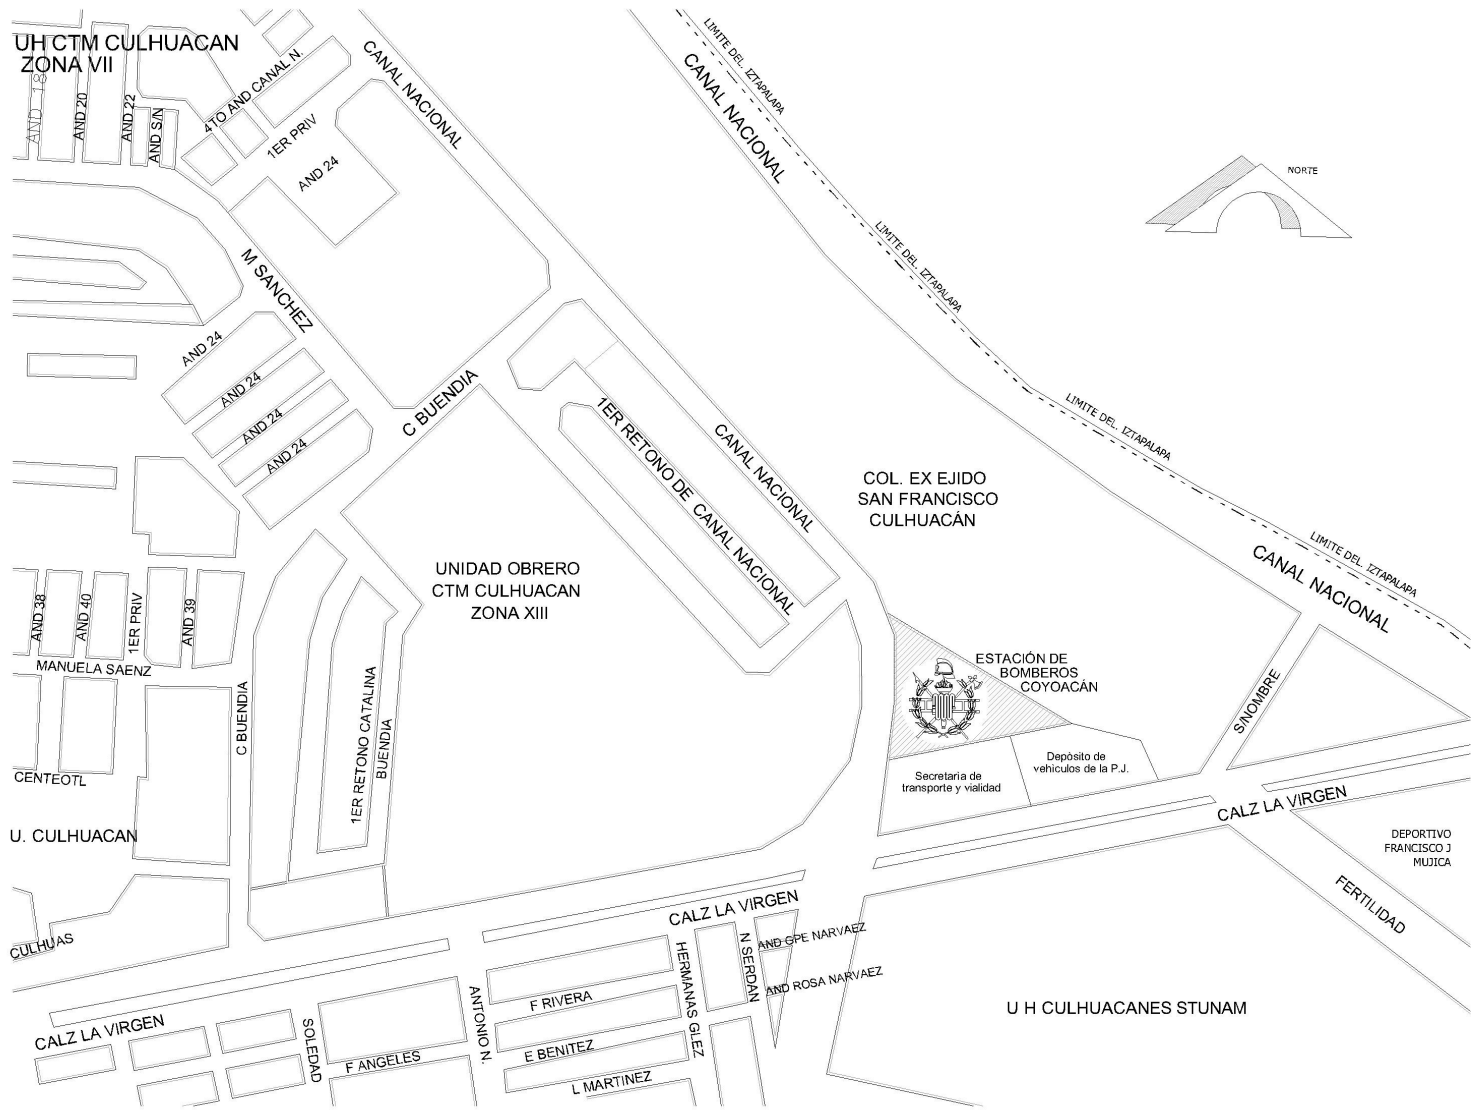 UH CTM CULHUACAN
ZONA VII
AND 18
AND 20
AND 22
AND S/N
4TO AND CANAL N.
1ER PRIV
AND 24
CANAL NACIONAL
CANAL NACIONAL
LIMITE DEL. IZTAPALAPA
LIMITE DEL. IZTAPALAPA
LIMITE DEL. IZTAPALAPA
LIMITE DEL. IZTAPALAPA
NORTE
M SANCHEZ
AND 24
AND 24
AND 24
AND 24
C BUENDIA
1ER RETONO DE CANAL NACIONAL
CANAL NACIONAL
COL. EX EJIDO
SAN FRANCISCO
CULHUACÁN
CANAL NACIONAL
UNIDAD OBRERO
CTM CULHUACAN
ZONA XIII
AND 38
AND 40
1ER PRIV
AND 39
MANUELA SAENZ
C BUENDIA
1ER RETONO CATALINA
BUENDIA
ESTACIÓN DE
BOMBEROS
COYOACÁN
S/NOMBRE
Secretaria de
transporte y vialidad
Depòsito de
vehiculos de la P.J.
CENTEOTL
U. CULHUACAN
CALZ LA VIRGEN
DEPORTIVO
FRANCISCO J
MUJICA
FERTILIDAD
CULHUAS
CALZ LA VIRGEN
HERMANAS GLEZ
N SERDAN
AND GPE NARVAEZ
AND ROSA NARVAEZ
F RIVERA
ANTONIO N.
E BENITEZ
L MARTINEZ
CALZ LA VIRGEN
SOLEDAD
F ANGELES
U H CULHUACANES STUNAM